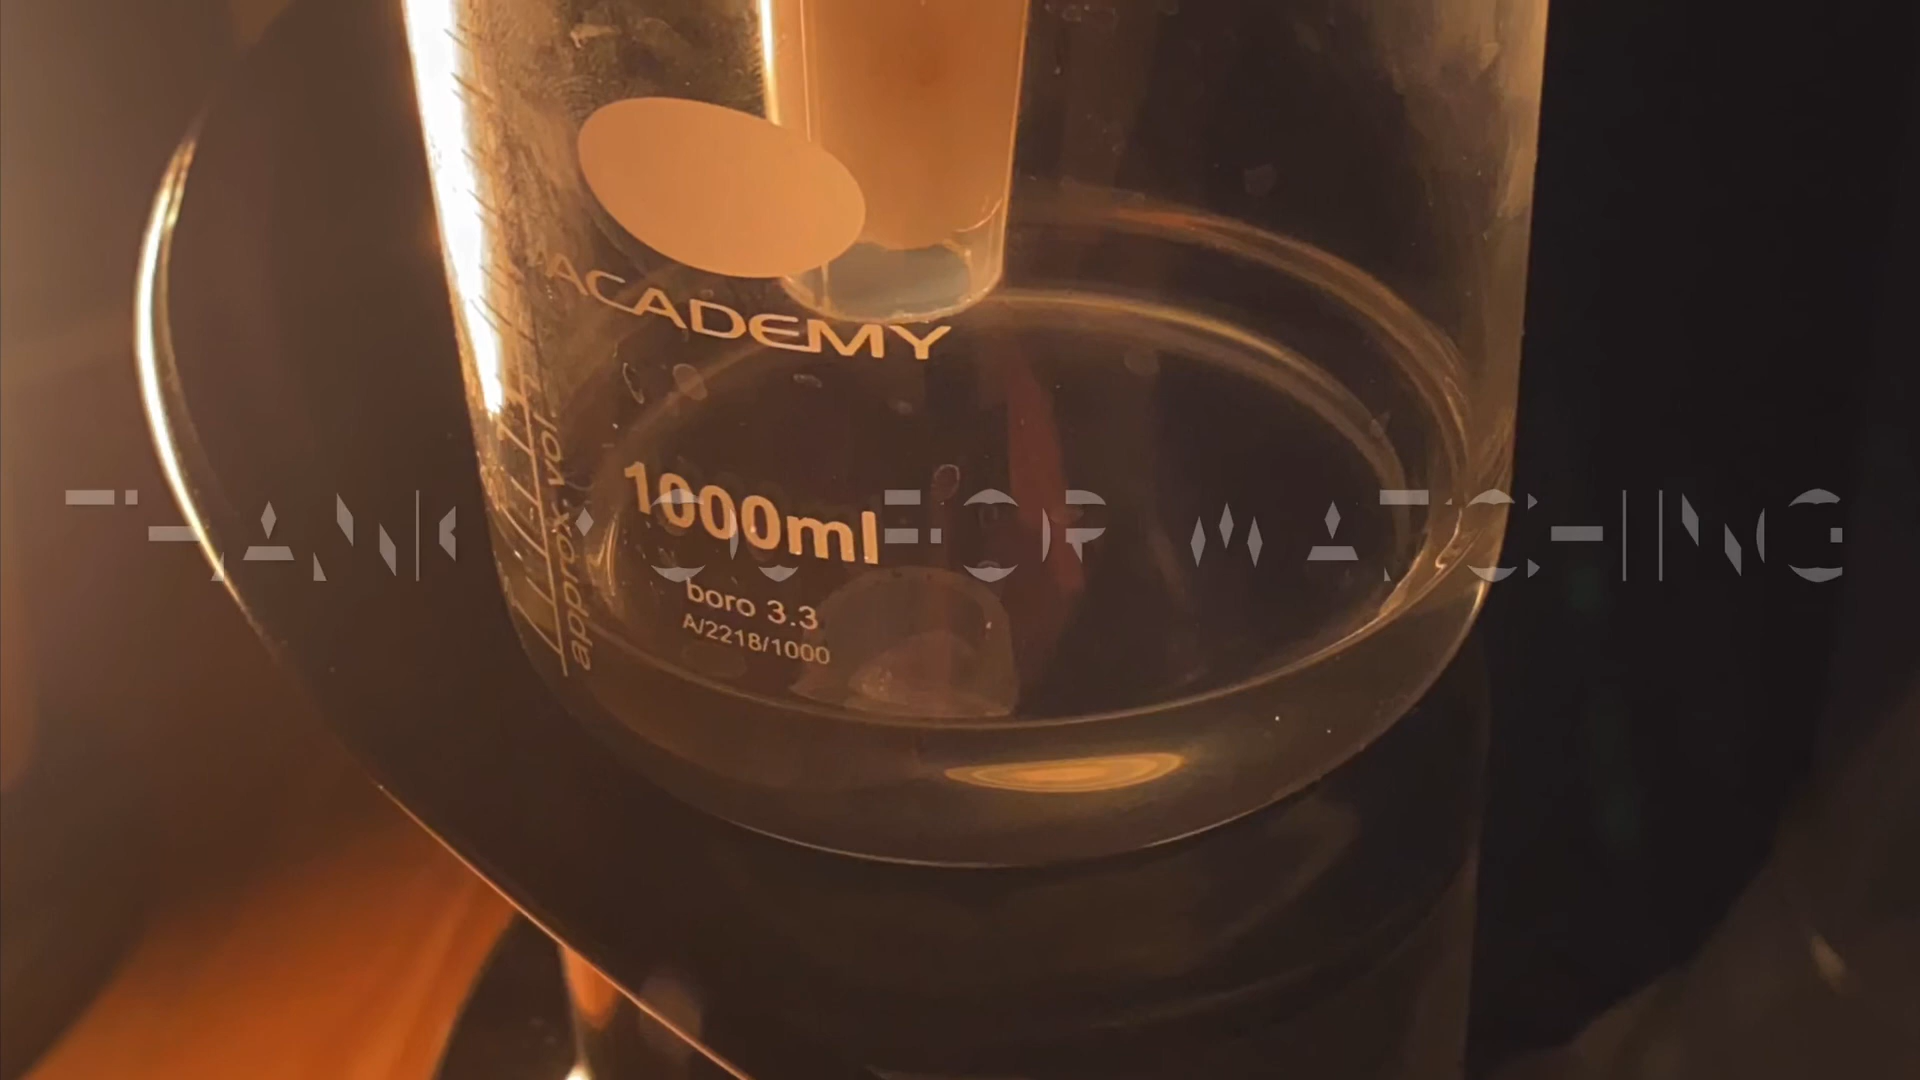 ACADEMY
1000ml
THANK YOU FOR WATCHING
boro 3.3
A/2218/1000
approx. vol